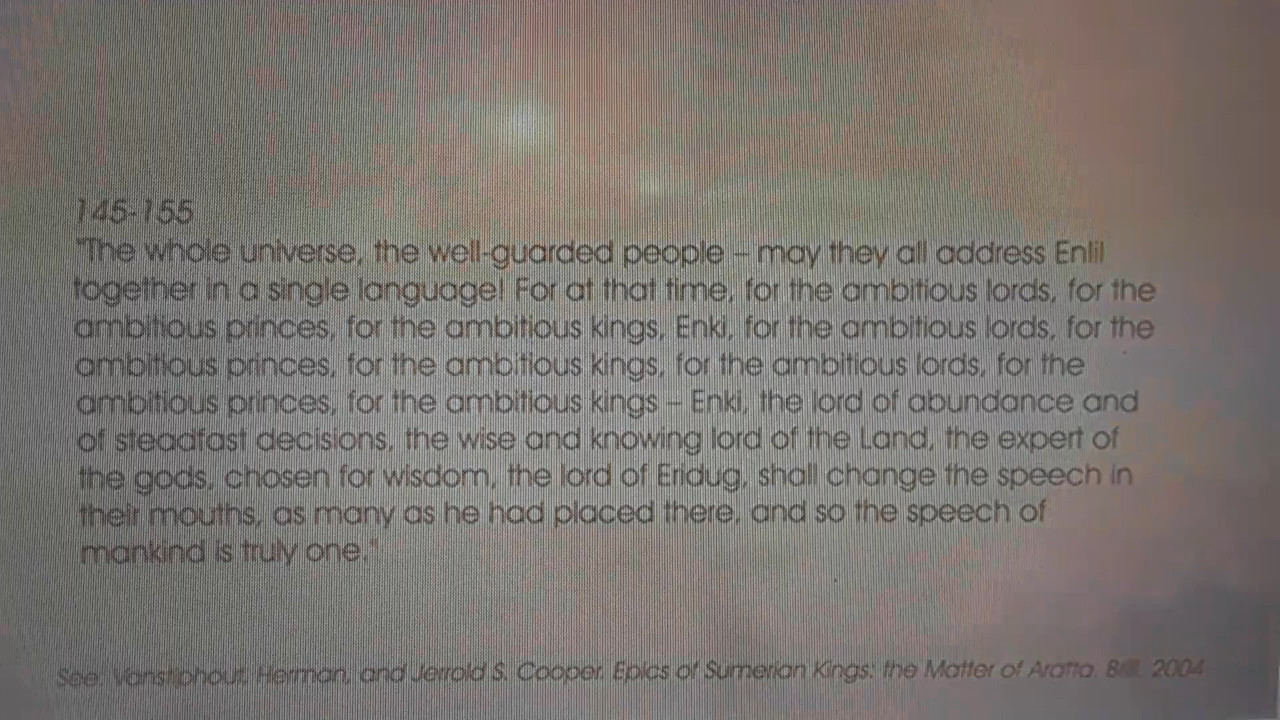 145-155
"The whole universe, the well-guarded people – may they all address Enlil
together in a single language! For at that time, for the ambitious lords, for the
ambitious princes, for the ambitious kings, Enki, for the ambitious lords, for the
ambitious princes, for the ambitious kings, for the ambitious lords, for the
ambitious princes, for the ambitious kings – Enki, the lord of abundance and
of steadfast decisions, the wise and knowing lord of the Land, the expert of
the gods, chosen for wisdom, the lord of Eridug, shall change the speech in
their mouths, as many as he had placed there, and so the speech of
mankind is truly one."
See: Vanstiphout, Herman, and Jerrold S. Cooper. Epics of Sumerian Kings: the Matter of Aratta. Brill, 2004